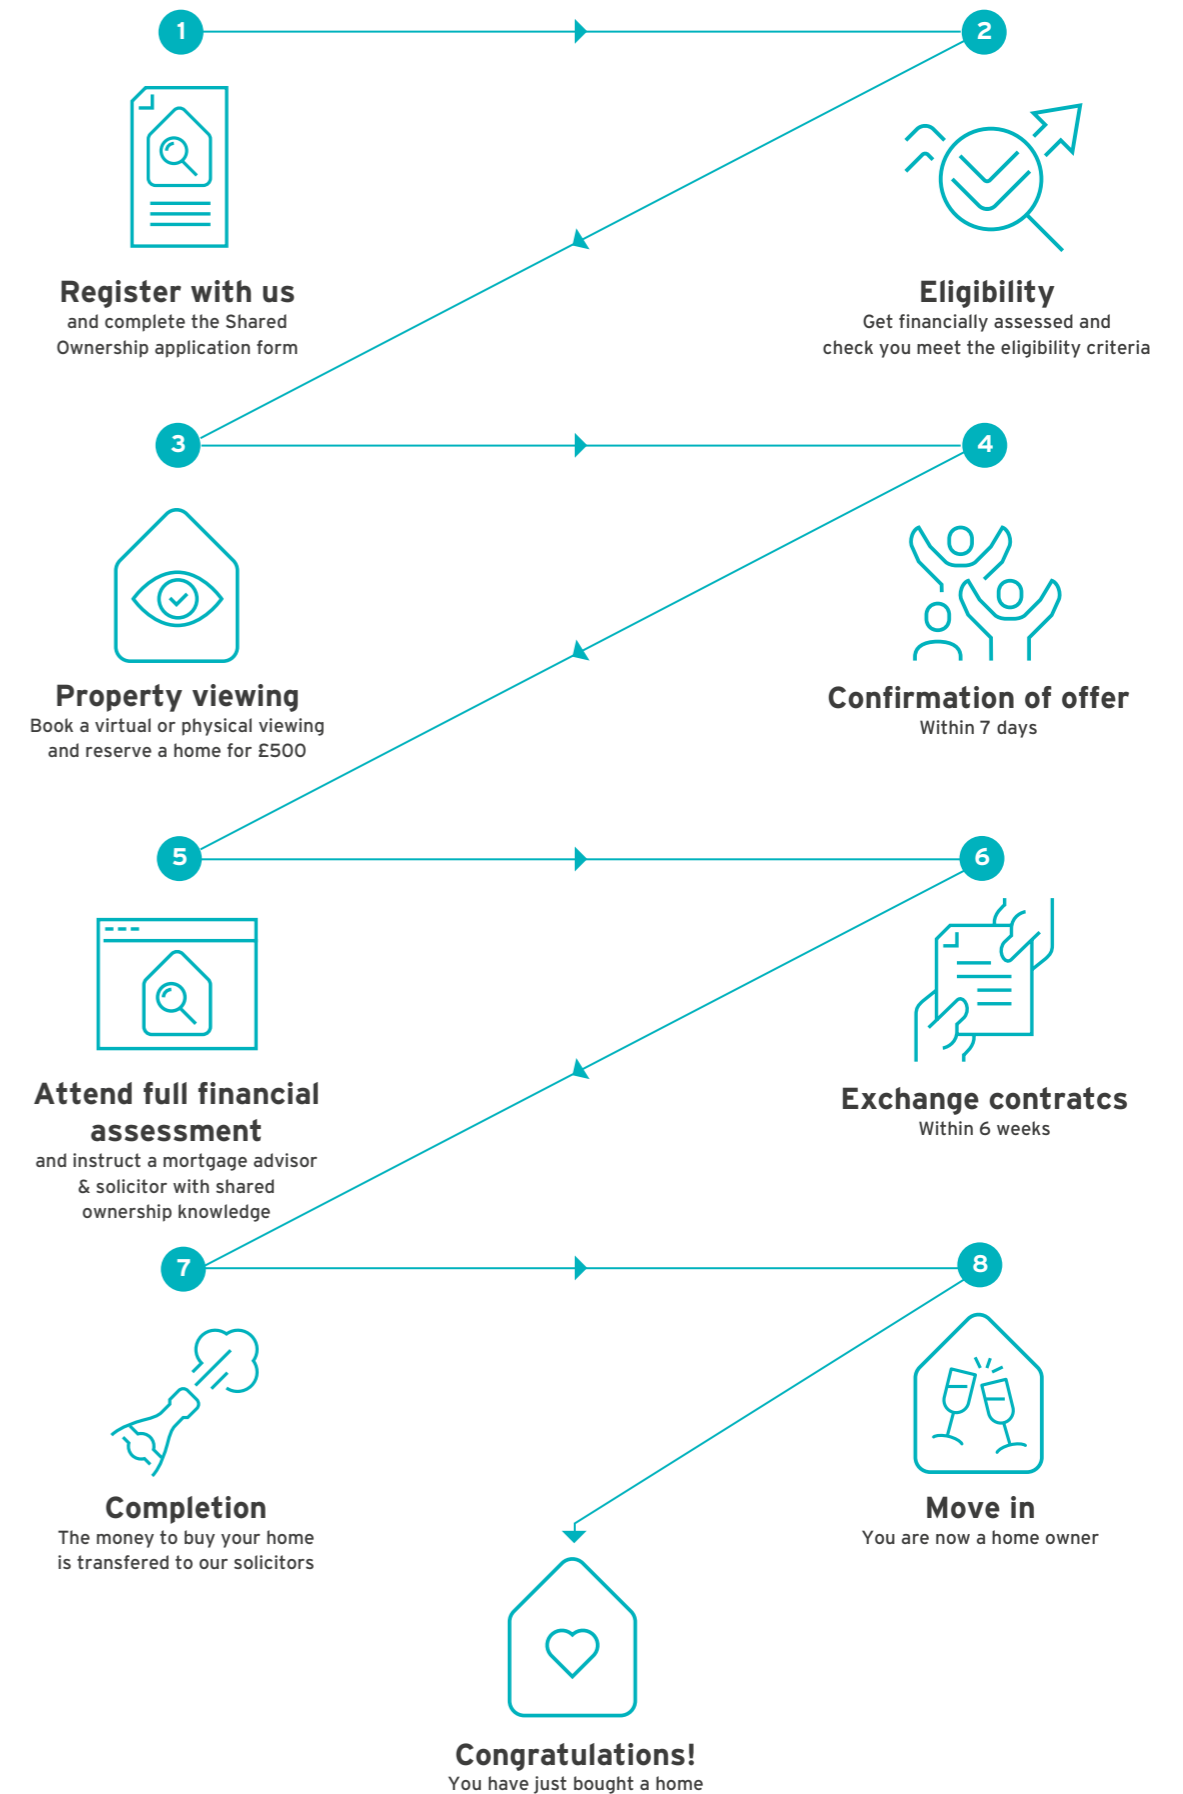 1
2
Register with us
and complete the Shared
Ownership application form
Eligibility
Get financially assessed and
check you meet the eligibility criteria
3
4
Property viewing
Book a virtual or physical viewing
and reserve a home for £500
Confirmation of offer
Within 7 days
5
6
Attend full financial
assessment
and instruct a mortgage advisor
& solicitor with shared
ownership knowledge
Exchange contratcs
Within 6 weeks
7
8
Completion
The money to buy your home
is transfered to our solicitors
Move in
You are now a home owner
Congratulations!
You have just bought a home